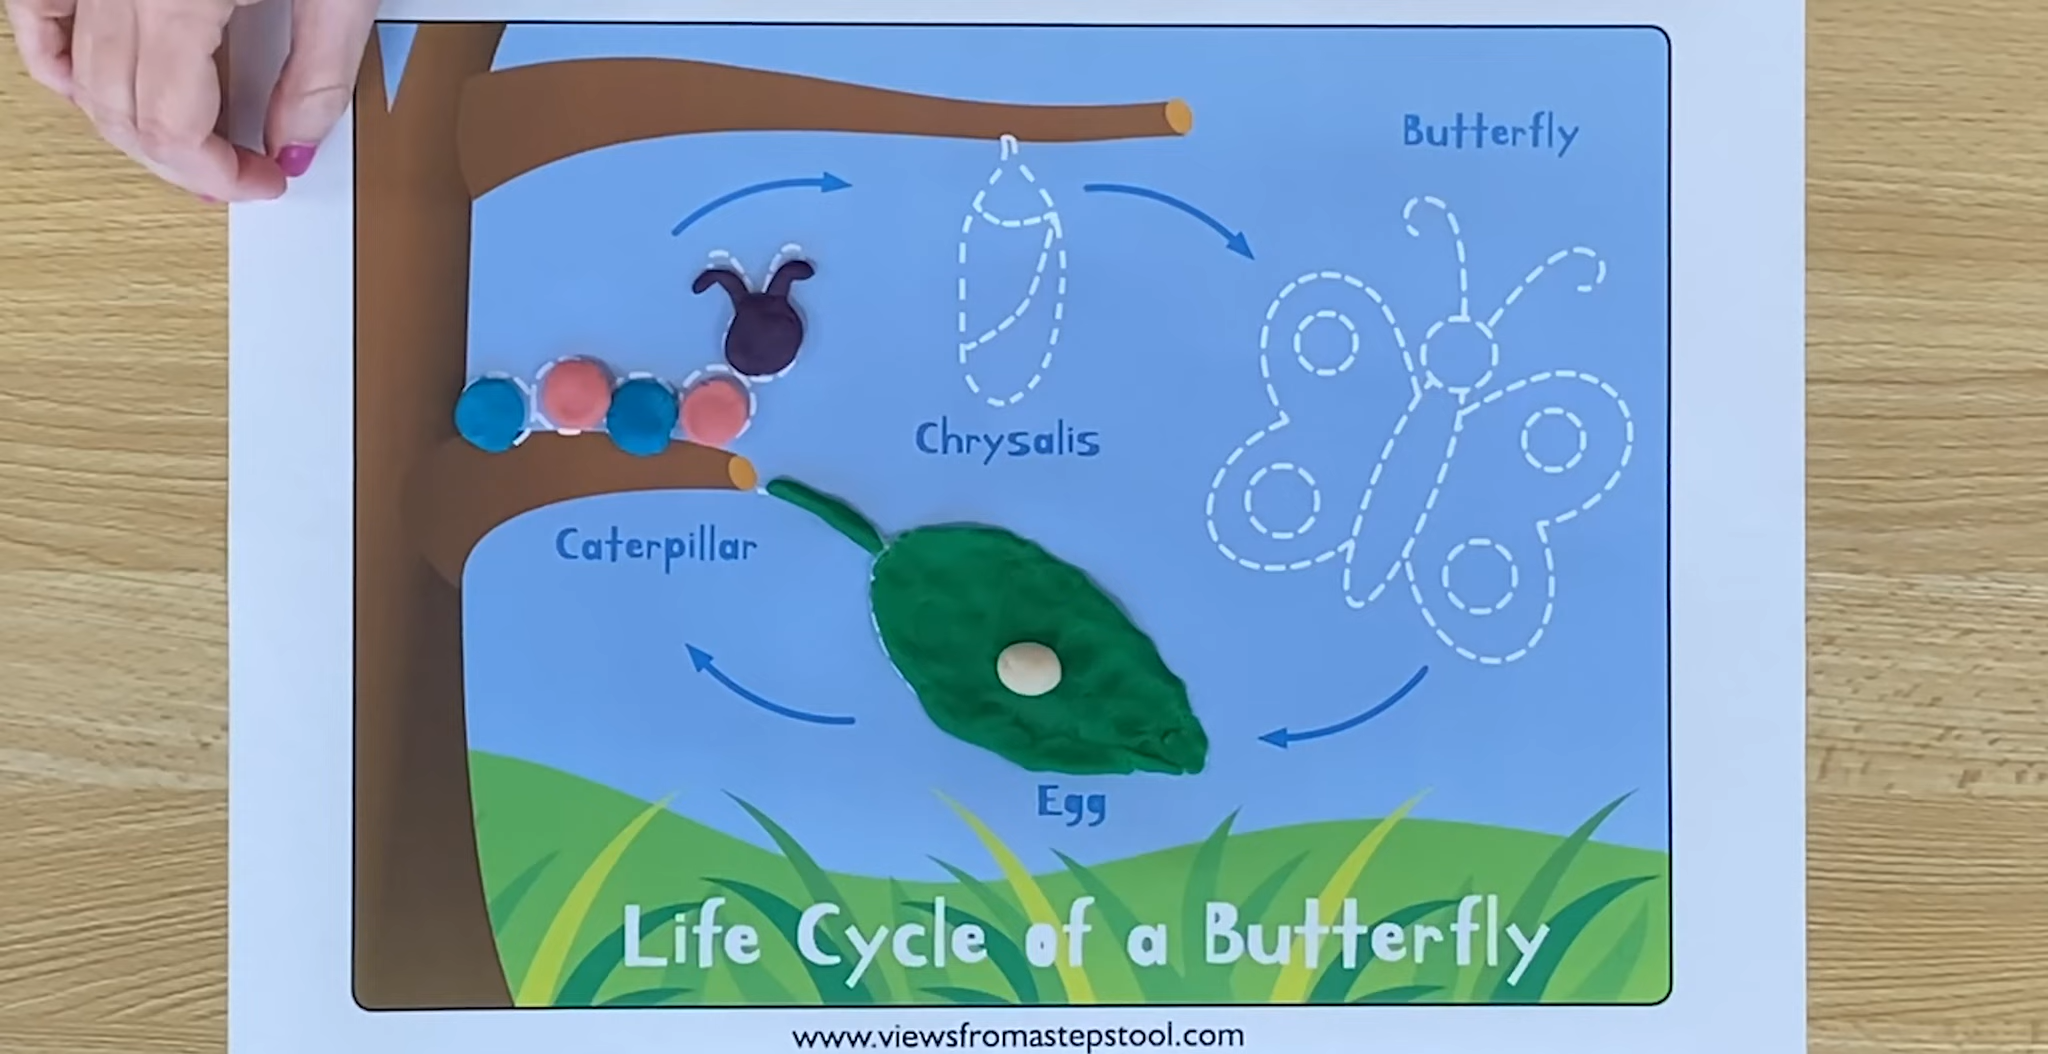 Butterfly
Chrysalis
Caterpillar
Egg
Life Cycle of a Butterfly
www.viewsfromastepstool.com